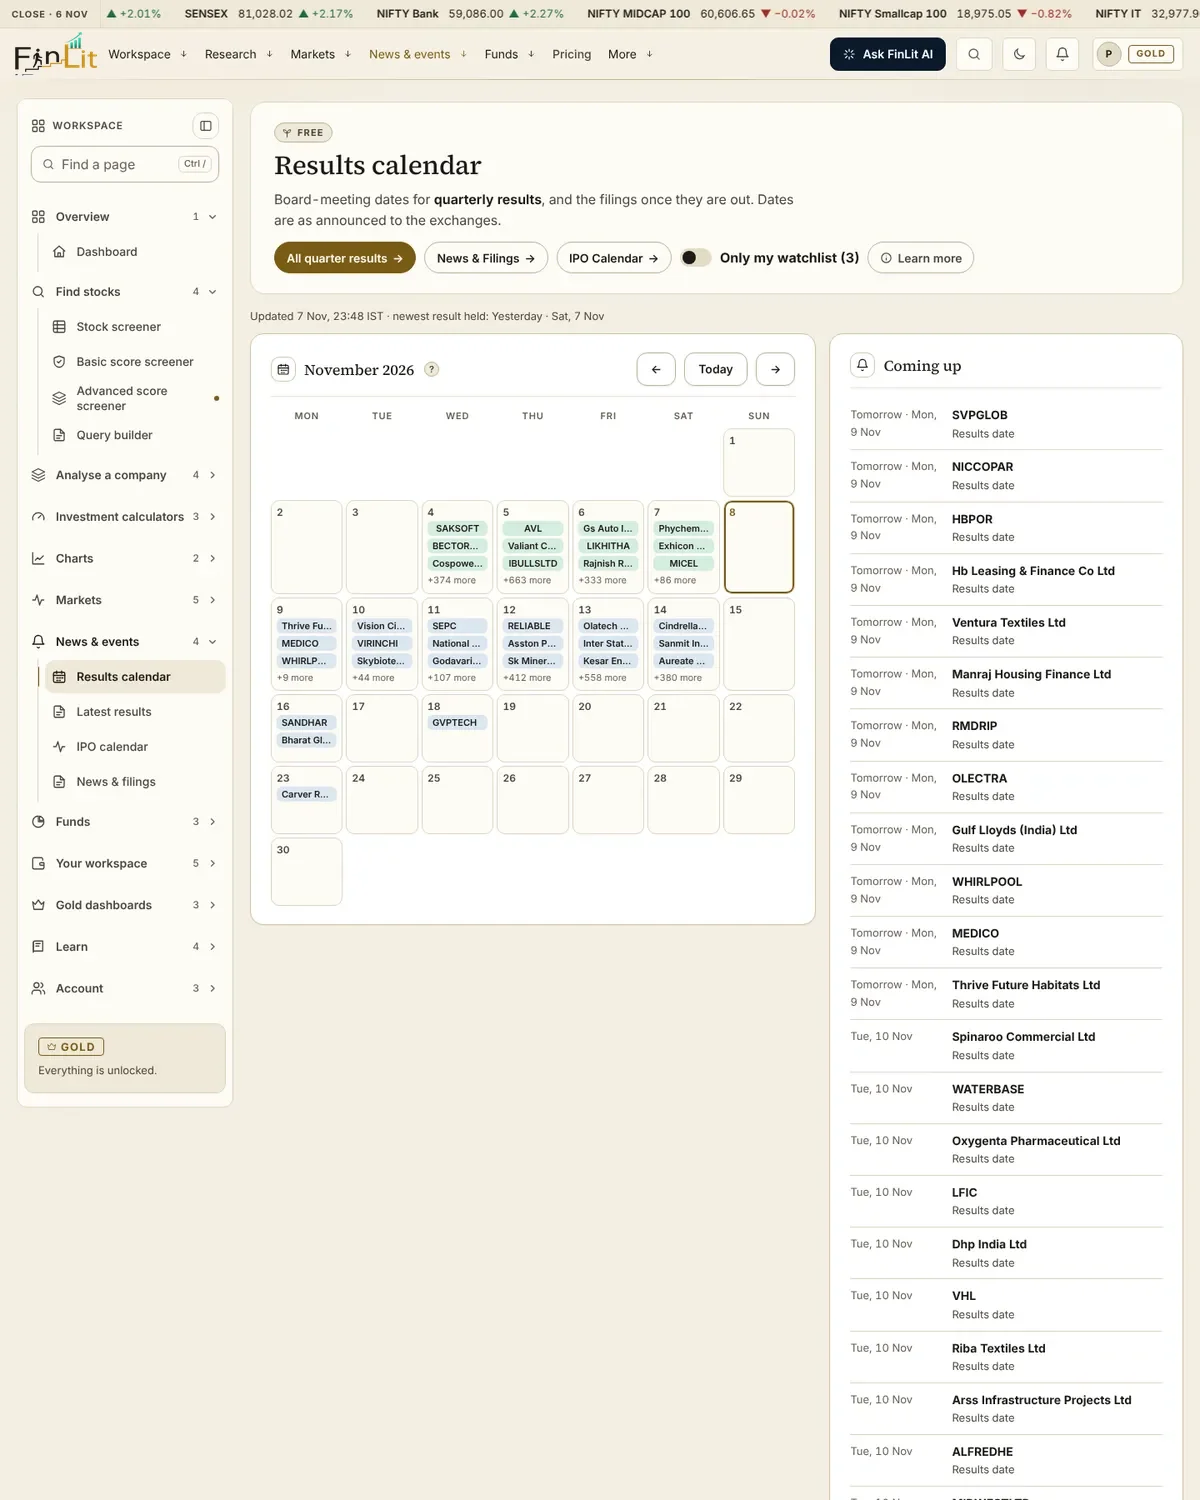 CLOSE · 6 NOV ▲ +2.01% SENSEX 81,028.02 ▲ +2.17% NIFTY Bank 59,086.00 ▲ +2.27% NIFTY MIDCAP 100 60,606.65 ▼ −0.02% NIFTY Smallcap 100 18,975.05 ▼ −0.82% NIFTY IT 32,977.9
FinLit Workspace ↓ Research ↓ Markets ↓ News & events ↓ Funds ↓ Pricing More ↓ Ask FinLit AI P GOLD
WORKSPACE
Find a page Ctrl /
Overview 1
Dashboard
Find stocks 4
Stock screener
Basic score screener
Advanced score
screener
Query builder
Analyse a company 4
Investment calculators 3
Charts 2
Markets 5
News & events 4
Results calendar
Latest results
IPO calendar
News & filings
Funds 3
Your workspace 5
Gold dashboards 3
Learn 4
Account 3
GOLD
Everything is unlocked.
FREE
Results calendar
Board-meeting dates for quarterly results, and the filings once they are out. Dates
are as announced to the exchanges.
All quarter results → News & Filings → IPO Calendar → Only my watchlist (3) Learn more
Updated 7 Nov, 23:48 IST · newest result held: Yesterday · Sat, 7 Nov
November 2026 ? ← Today →
MON TUE WED THU FRI SAT SUN
1
2 3 4 5 6 7 8
SAKSOFT AVL Gs Auto I... LIKHITHA Phychem...
BECTOR... Valiant C... LIKHITHA Exhicon ...
Cospowe... IBULLSLTD Rajnish R... MICEL
+374 more +663 more +333 more +86 more
9 10 11 12 13 14 15
Thrive Fu... Vision Ci... SEPC RELIABLE Olatech ... Cindrella...
MEDICO VIRINCHI National ... Asston P... Inter Stat... Sanmit In...
WHIRLP... Skybiote... Godavari... Sk Miner... Kesar En... Aureate ...
+9 more +44 more +107 more +412 more +558 more +380 more
16 17 18 19 20 21 22
SANDHAR GVPTECH
Bharat Gl...
23 24 25 26 27 28 29
Carver R...
30
Coming up
Tomorrow · Mon, SVPGLOB
9 Nov Results date
Tomorrow · Mon, NICCOPAR
9 Nov Results date
Tomorrow · Mon, HBPOR
9 Nov Results date
Tomorrow · Mon, Hb Leasing & Finance Co Ltd
9 Nov Results date
Tomorrow · Mon, Ventura Textiles Ltd
9 Nov Results date
Tomorrow · Mon, Manraj Housing Finance Ltd
9 Nov Results date
Tomorrow · Mon, RMDRIP
9 Nov Results date
Tomorrow · Mon, OLECTRA
9 Nov Results date
Tomorrow · Mon, Gulf Lloyds (India) Ltd
9 Nov Results date
Tomorrow · Mon, WHIRLPOOL
9 Nov Results date
Tomorrow · Mon, MEDICO
9 Nov Results date
Tomorrow · Mon, Thrive Future Habitats Ltd
9 Nov Results date
Tue, 10 Nov Spinaroo Commercial Ltd
Results date
Tue, 10 Nov WATERBASE
Results date
Tue, 10 Nov Oxygenta Pharmaceutical Ltd
Results date
Tue, 10 Nov LFIC
Results date
Tue, 10 Nov Dhp India Ltd
Results date
Tue, 10 Nov VHL
Results date
Tue, 10 Nov Riba Textiles Ltd
Results date
Tue, 10 Nov Arss Infrastructure Projects Ltd
Results date
Tue, 10 Nov ALFREDHE
Results date